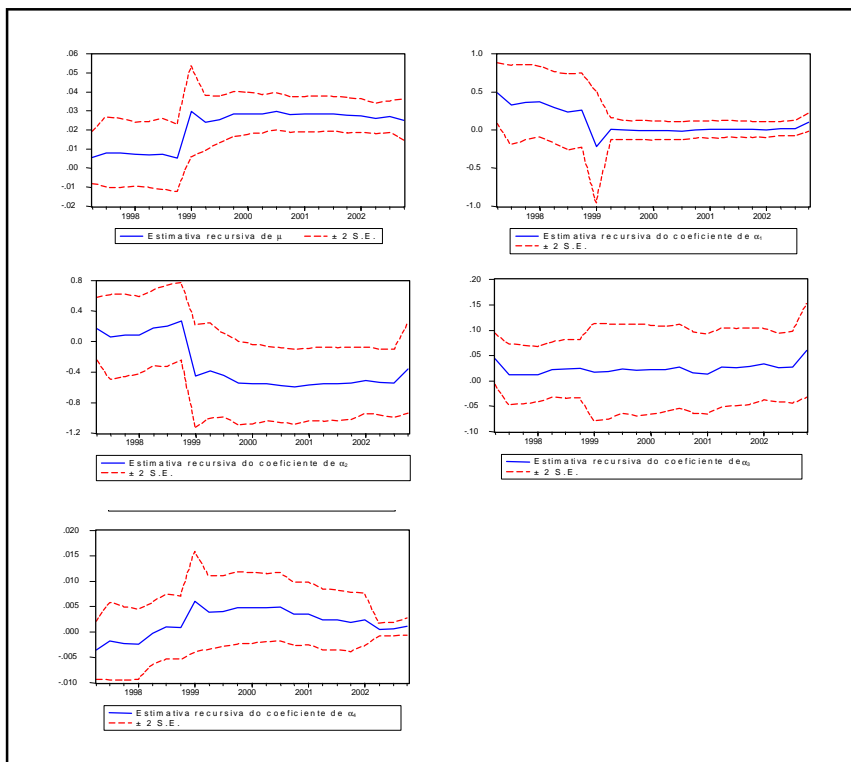 .06
.05
.04
.03
.02
.01
.00
-.01
-.02
1998 1999 2000 2001 2002
Estimativa recursiva de μ ± 2 S.E.
1.0
0.5
0.0
-0.5
-1.0
1998 1999 2000 2001 2002
Estimativa recursiva do coeficiente de α₁
± 2 S.E.
0.8
0.4
0.0
-0.4
-0.8
-1.2
1998 1999 2000 2001 2002
Estimativa recursiva do coeficiente de α₂
± 2 S.E.
.20
.15
.10
.05
.00
-.05
-.10
1998 1999 2000 2001 2002
Estimativa recursiva do coeficiente de α₃
± 2 S.E.
.020
.015
.010
.005
.000
-.005
-.010
1998 1999 2000 2001 2002
Estimativa recursiva do coeficiente de α₄
± 2 S.E.